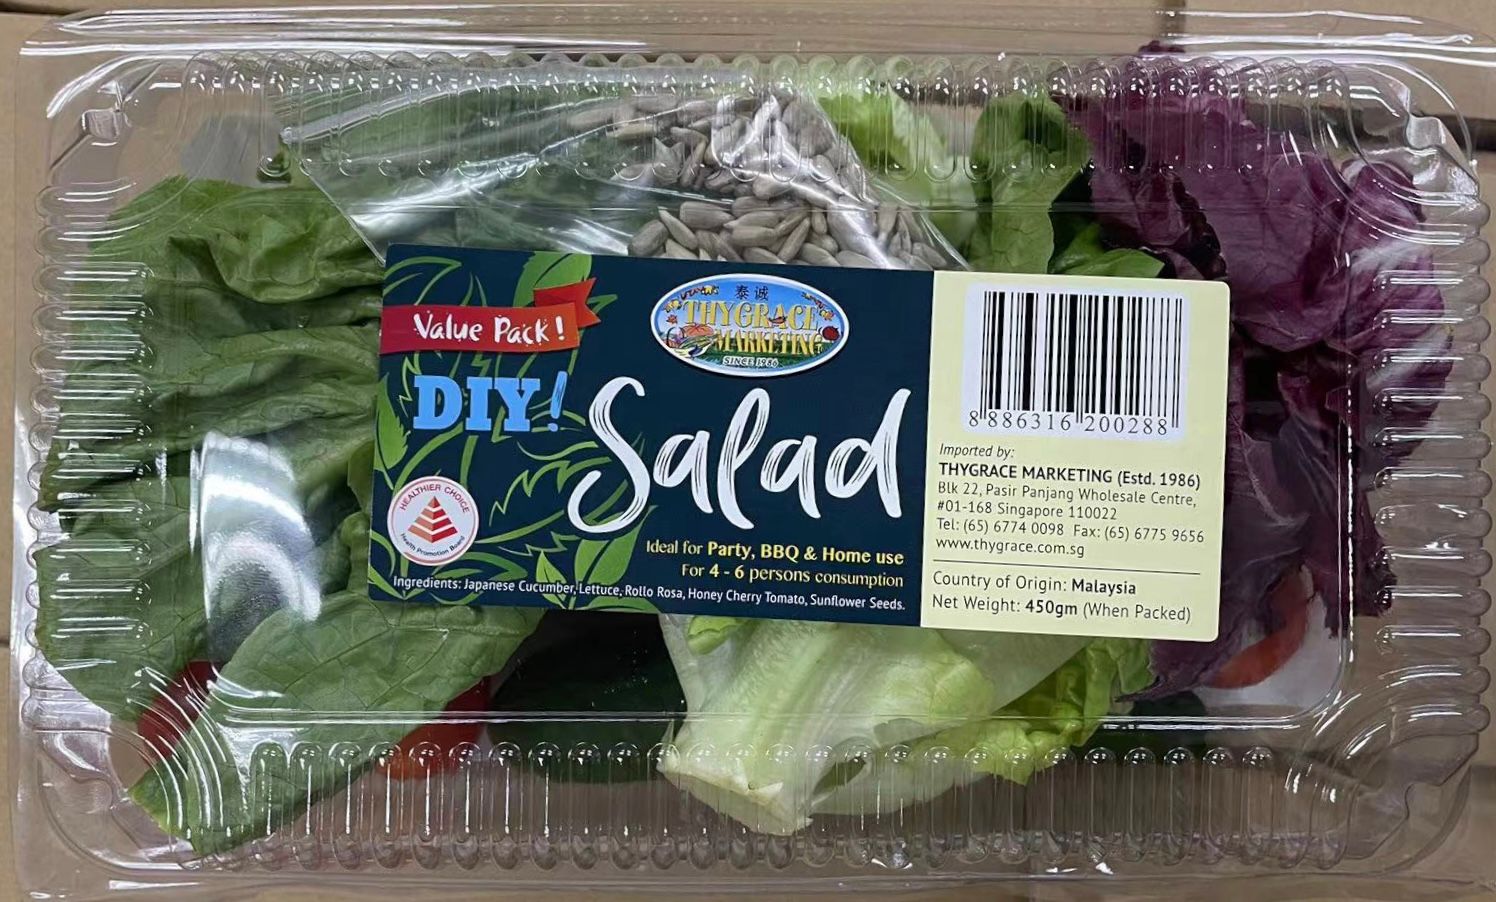 Value Pack!
DIY!
Salad
泰诚
THYGRACE
MARKETING
SINCE 1986
HEALTHIER CHOICE
Health Promotion Board
Ideal for Party, BBQ & Home use
For 4 - 6 persons consumption
Ingredients: Japanese Cucumber, Lettuce, Rollo Rosa, Honey Cherry Tomato, Sunflower Seeds.
8 886316 200288
Imported by:
THYGRACE MARKETING (Estd. 1986)
Blk 22, Pasir Panjang Wholesale Centre,
#01-168 Singapore 110022
Tel: (65) 6774 0098 Fax: (65) 6775 9656
www.thygrace.com.sg
Country of Origin: Malaysia
Net Weight: 450gm (When Packed)